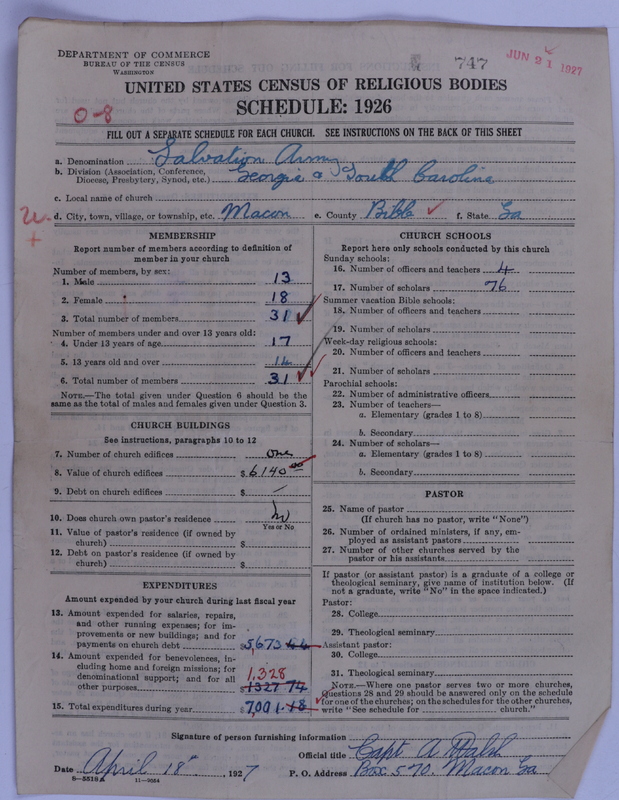 DEPARTMENT OF COMMERCE
BUREAU OF THE CENSUS
WASHINGTON
747
JUN 21 1927
UNITED STATES CENSUS OF RELIGIOUS BODIES
SCHEDULE: 1926
0-8
FILL OUT A SEPARATE SCHEDULE FOR EACH CHURCH. SEE INSTRUCTIONS ON THE BACK OF THIS SHEET
a. Denomination Salvation Army
b. Division (Association, Conference, Diocese, Presbytery, Synod, etc.) Georgia & South Carolina
c. Local name of church
d. City, town, village, or township, etc. Macon e. County Bibb f. State Ga
MEMBERSHIP
Report number of members according to definition of
member in your church
Number of members, by sex:
1. Male 13
2. Female 18
3. Total number of members 31
Number of members under and over 13 years old:
4. Under 13 years of age 17
5. 13 years old and over 14
6. Total number of members 31
NOTE.—The total given under Question 6 should be
same as the total of males and females given under Question 3.
CHURCH BUILDINGS
See instructions, paragraphs 10 to 12
7. Number of church edifices one
8. Value of church edifices $6140.00
9. Debt on church edifices $ —
10. Does church own pastor's residence No
Yes or No
11. Value of pastor's residence (if owned by
church) $
12. Debt on pastor's residence (if owned by
church) $
EXPENDITURES
Amount expended by your church during last fiscal year
13. Amount expended for salaries, repairs,
and other running expenses; for im-
provements or new buildings; and for
payments on church debt $5,673 44
14. Amount expended for benevolences, in-
cluding home and foreign missions; for
denominational support; and for all
other purposes 1,328
1327 74
15. Total expenditures during year $7,001.18
CHURCH SCHOOLS
Report here only schools conducted by this church
Sunday schools:
16. Number of officers and teachers 4
17. Number of scholars 76
Summer vacation Bible schools:
18. Number of officers and teachers
19. Number of scholars
Week-day religious schools:
20. Number of officers and teachers
21. Number of scholars
Parochial schools:
22. Number of administrative officers
23. Number of teachers—
a. Elementary (grades 1 to 8)
b. Secondary
24. Number of scholars—
a. Elementary (grades 1 to 8)
b. Secondary
PASTOR
25. Name of pastor
(If church has no pastor, write "None")
26. Number of ordained ministers, if any, em-
ployed as assistant pastors
27. Number of other churches served by the
pastor or his assistants
If pastor (or assistant pastor) is a graduate of a college or
theological seminary, give name of institution below. (If
not a graduate, write "No" in the space indicated.)
Pastor:
28. College
29. Theological seminary
Assistant pastor:
30. College
31. Theological seminary
NOTE.—Where one pastor serves two or more churches,
questions 28 and 29 should be answered only on the schedule
for one of the churches; on the schedules for the other churches,
write "See schedule for church."
Signature of person furnishing information
Official title Capt A
Date April 18 1927 P. O. Address Box 570 Macon Ga
8—5518 11—9064